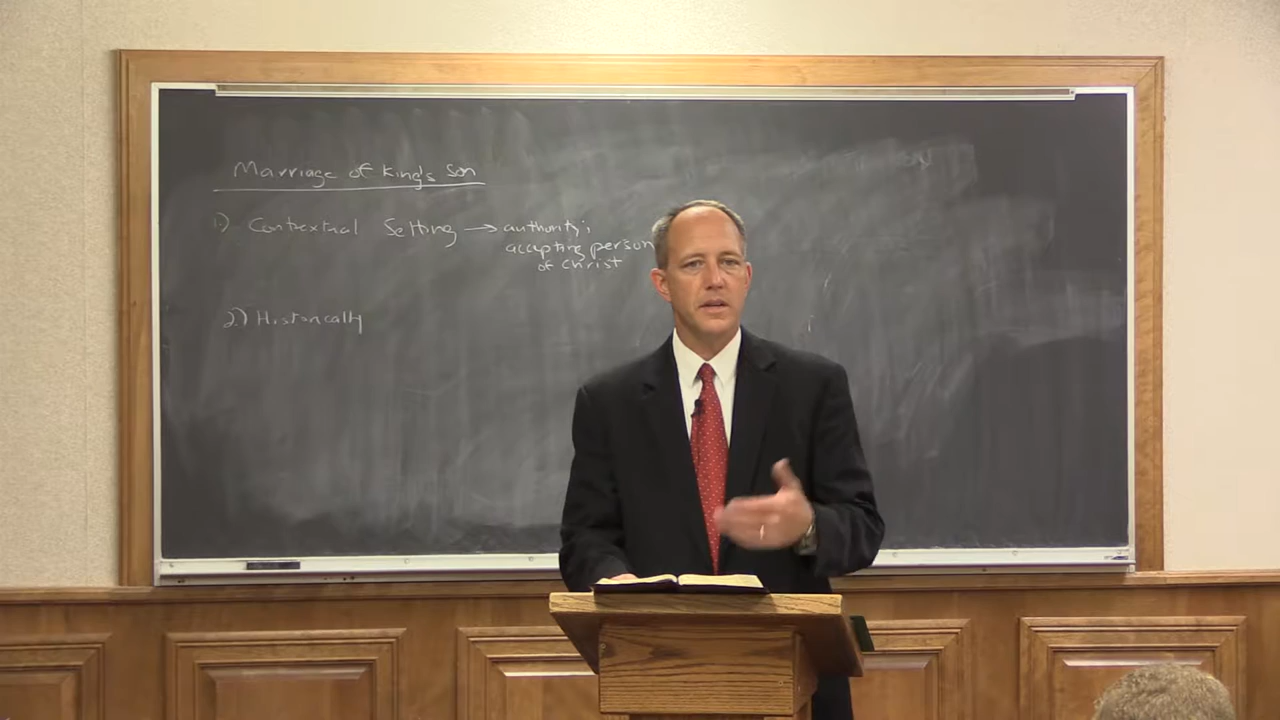 Marriage of King's Son
1.) Contextual Setting → authority;
accepting person
of Christ
2.) Historically